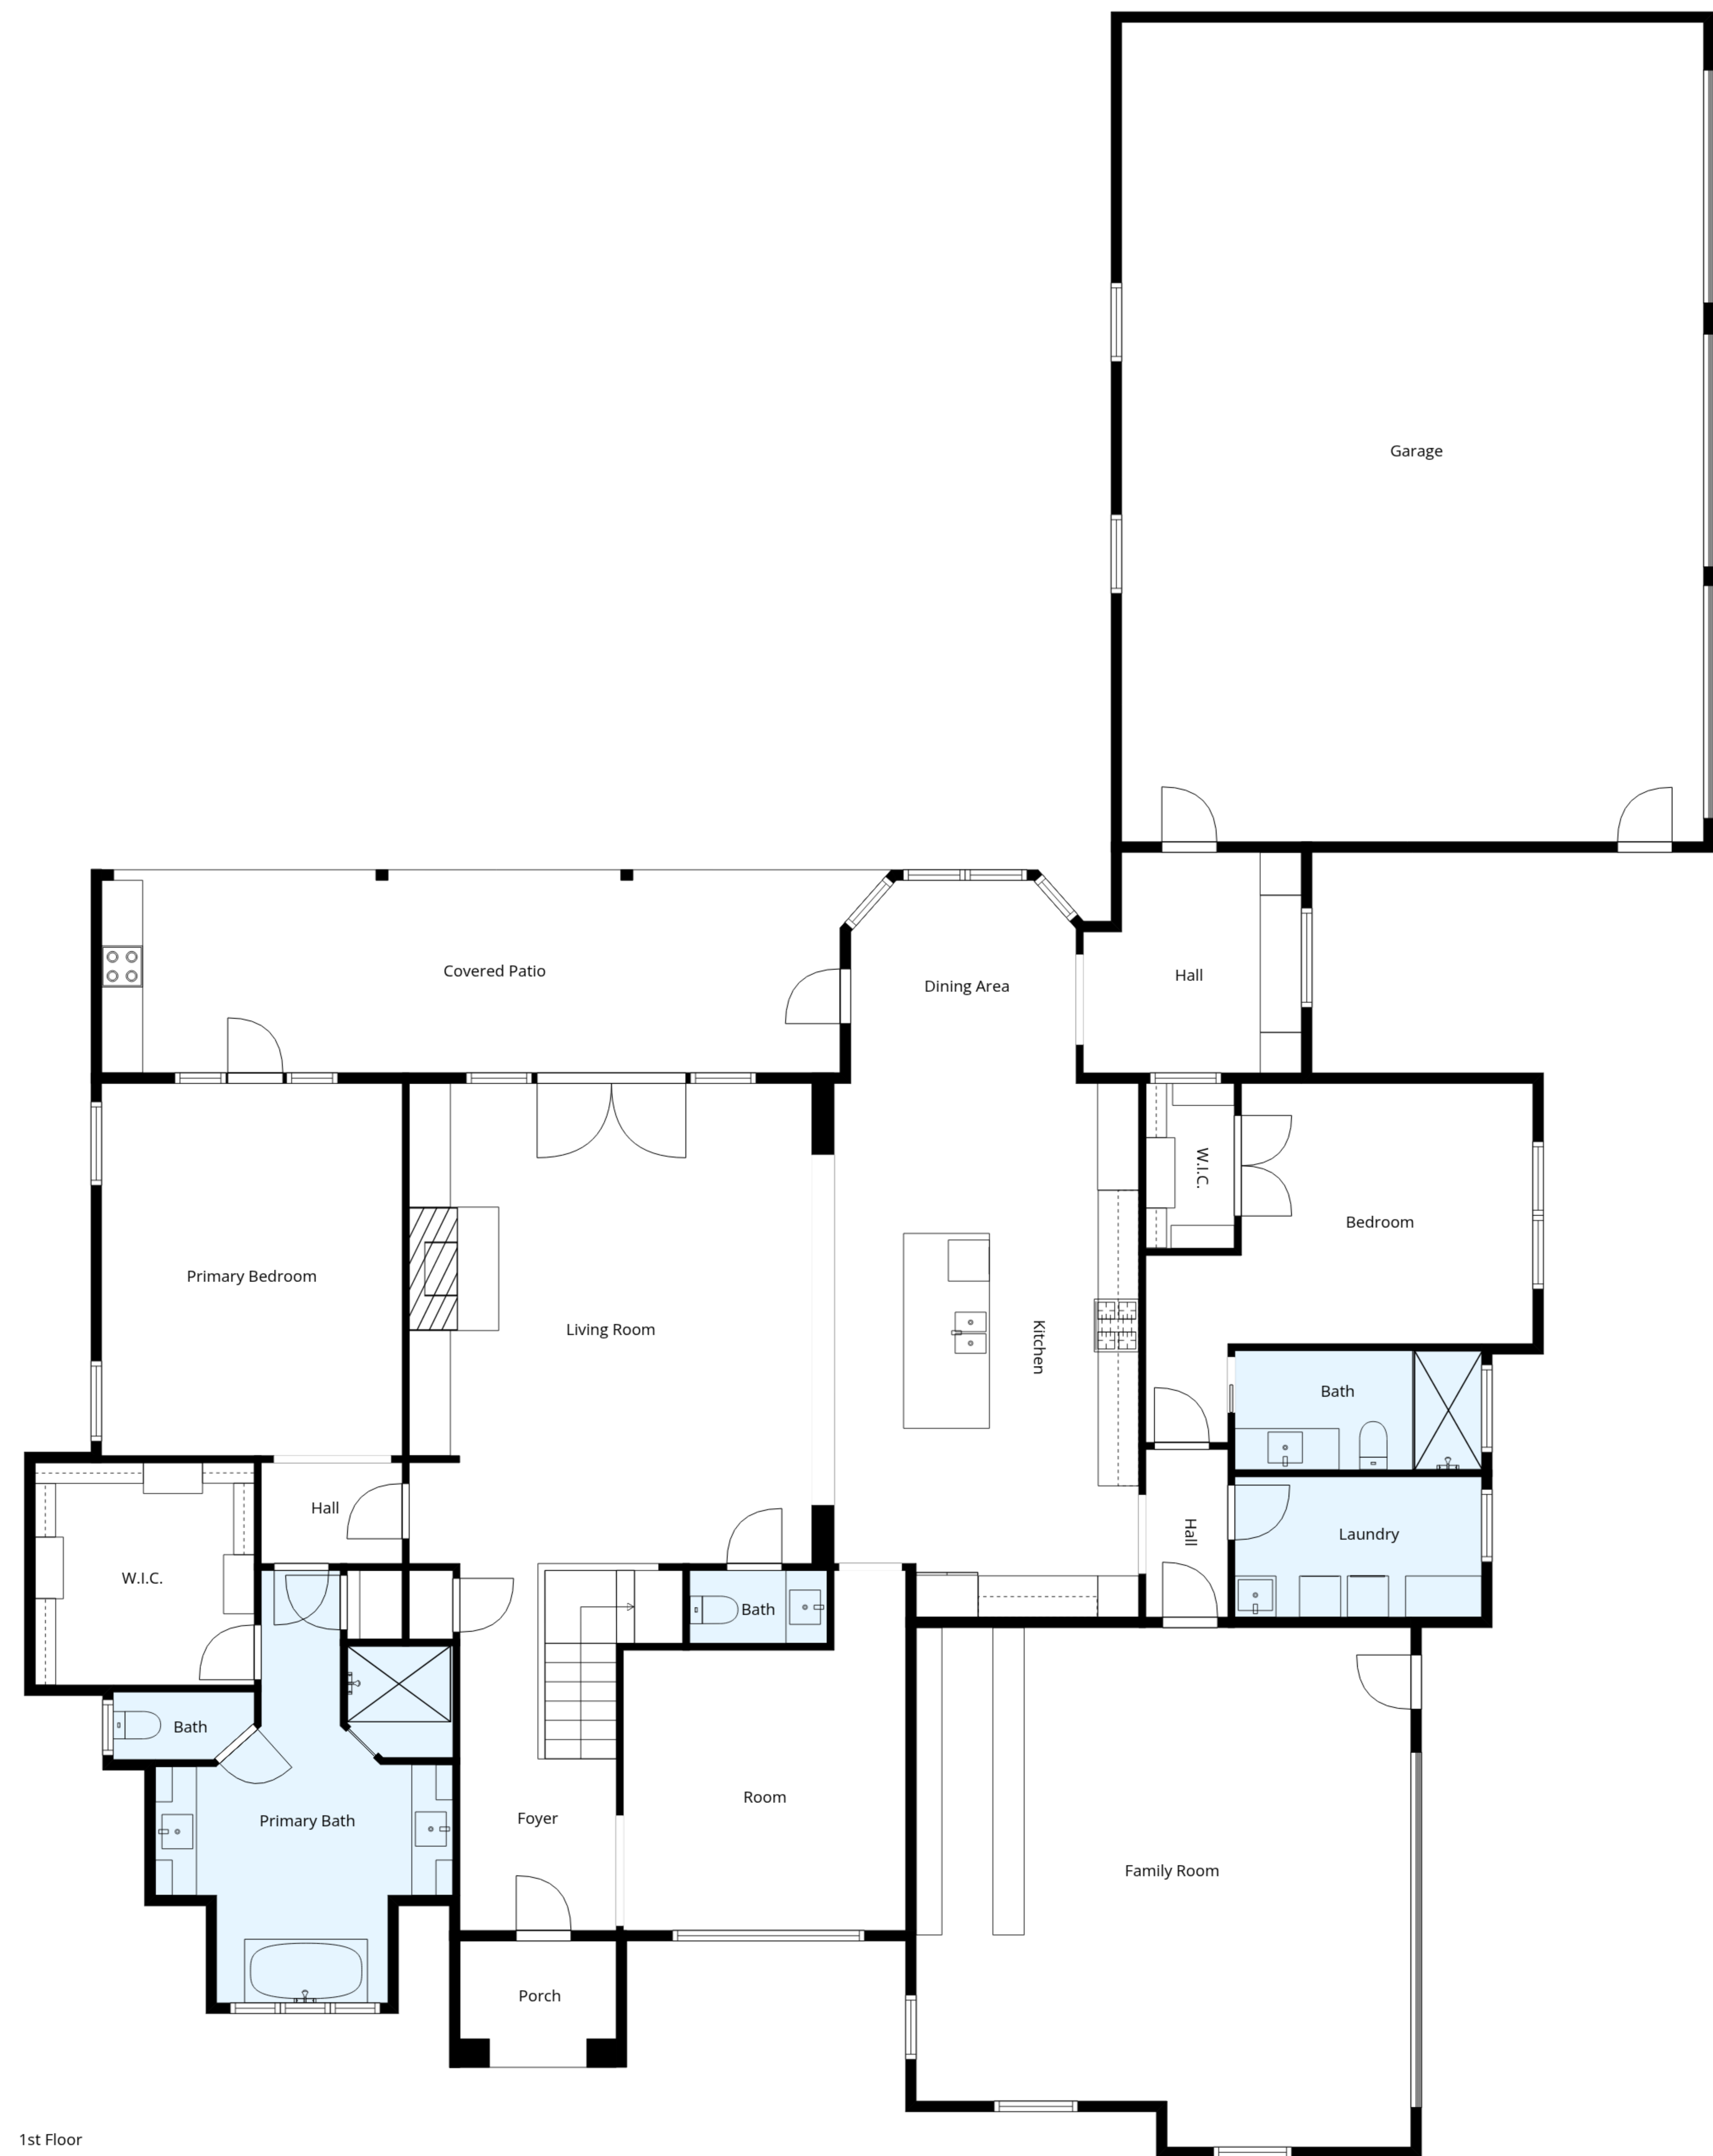 Garage
Covered Patio
Dining Area
Hall
W.I.C.
Bedroom
Primary Bedroom
Living Room
Kitchen
Bath
Hall
Hall
Laundry
W.I.C.
Bath
Bath
Primary Bath
Foyer
Room
Family Room
Porch
1st Floor